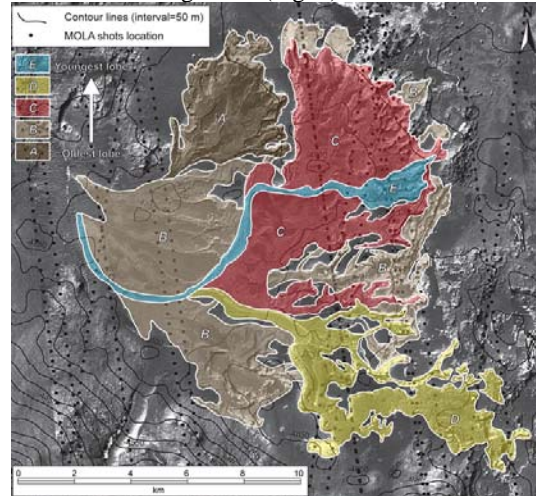 Contour lines (interval=50 m)
MOLA shots location
N
E Youngest lobe
D
C
B
A Oldest lobe
A
C
B
E
B
C
B
B
D
0 2 4 6 8 10
km